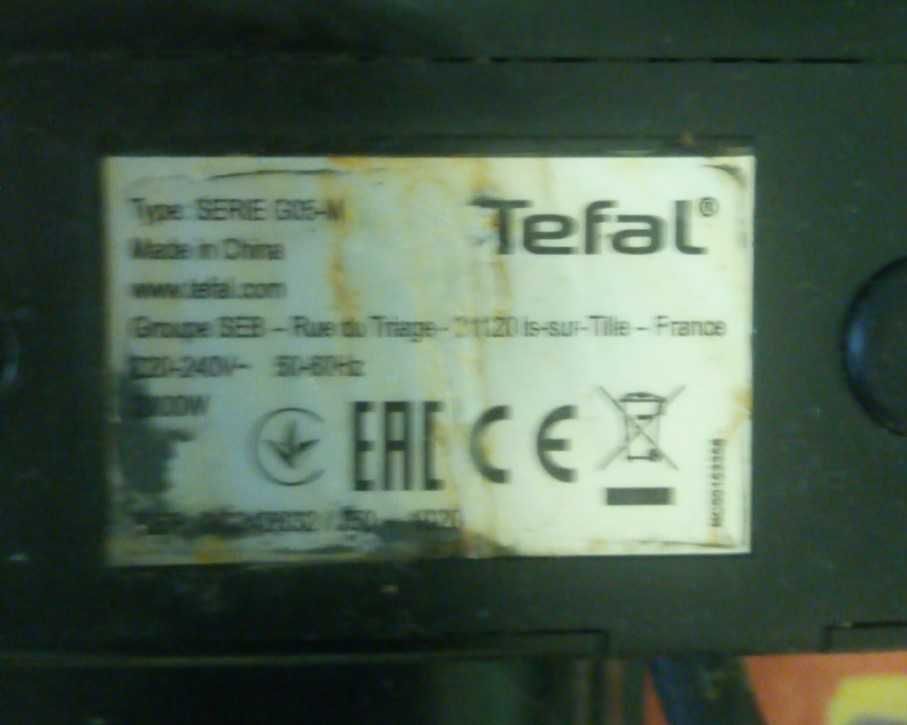 Type: SERIE G05-M
Tefal®
Made in China
www.tefal.com
Groupe SEB – Rue du Triage - 21120 Is-sur-Tille – France
220-240V~ 50-60Hz
EAC CE